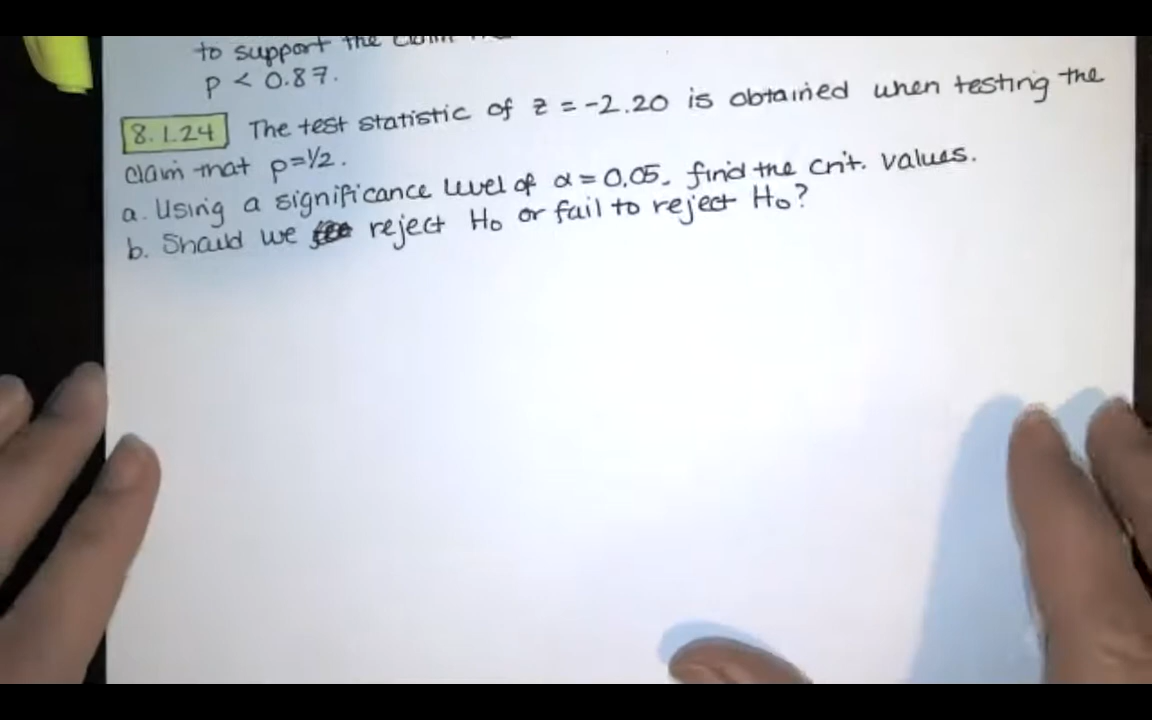 to support the claim
p < 0.87.
8.1.24 The test statistic of z = -2.20 is obtained when testing the
claim that p=1/2.
a. Using a significance level of α = 0.05, find the crit. values.
b. Should we reject H₀ or fail to reject H₀?